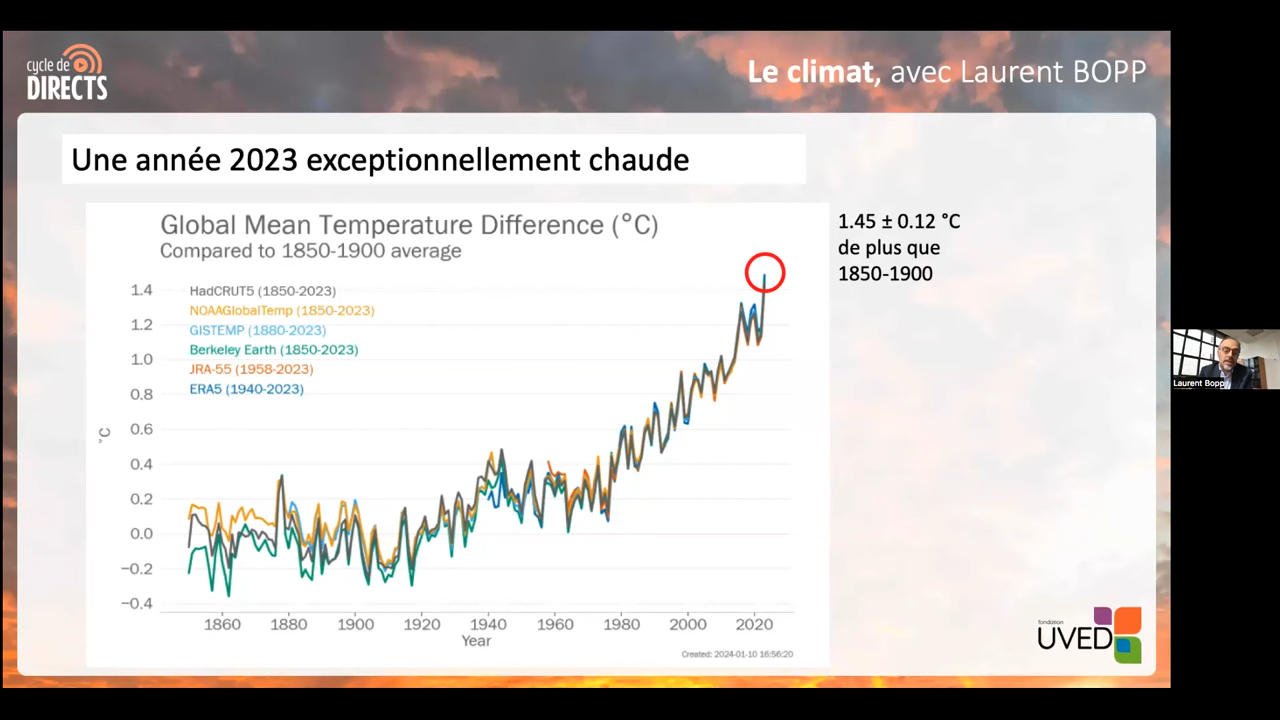 cycle de
DIRECTS
Le climat, avec Laurent BOPP
Une année 2023 exceptionnellement chaude
Global Mean Temperature Difference (°C)
Compared to 1850-1900 average
HadCRUT5 (1850-2023)
NOAAGlobalTemp (1850-2023)
GISTEMP (1880-2023)
Berkeley Earth (1850-2023)
JRA-55 (1958-2023)
ERA5 (1940-2023)
°C
1.4
1.2
1.0
0.8
0.6
0.4
0.2
0.0
−0.2
−0.4
1860 1880 1900 1920 1940 1960 1980 2000 2020
Year
Created: 2024-01-10 16:56:20
1.45 ± 0.12 °C
de plus que
1850-1900
Laurent Bopp
fondation
UVED